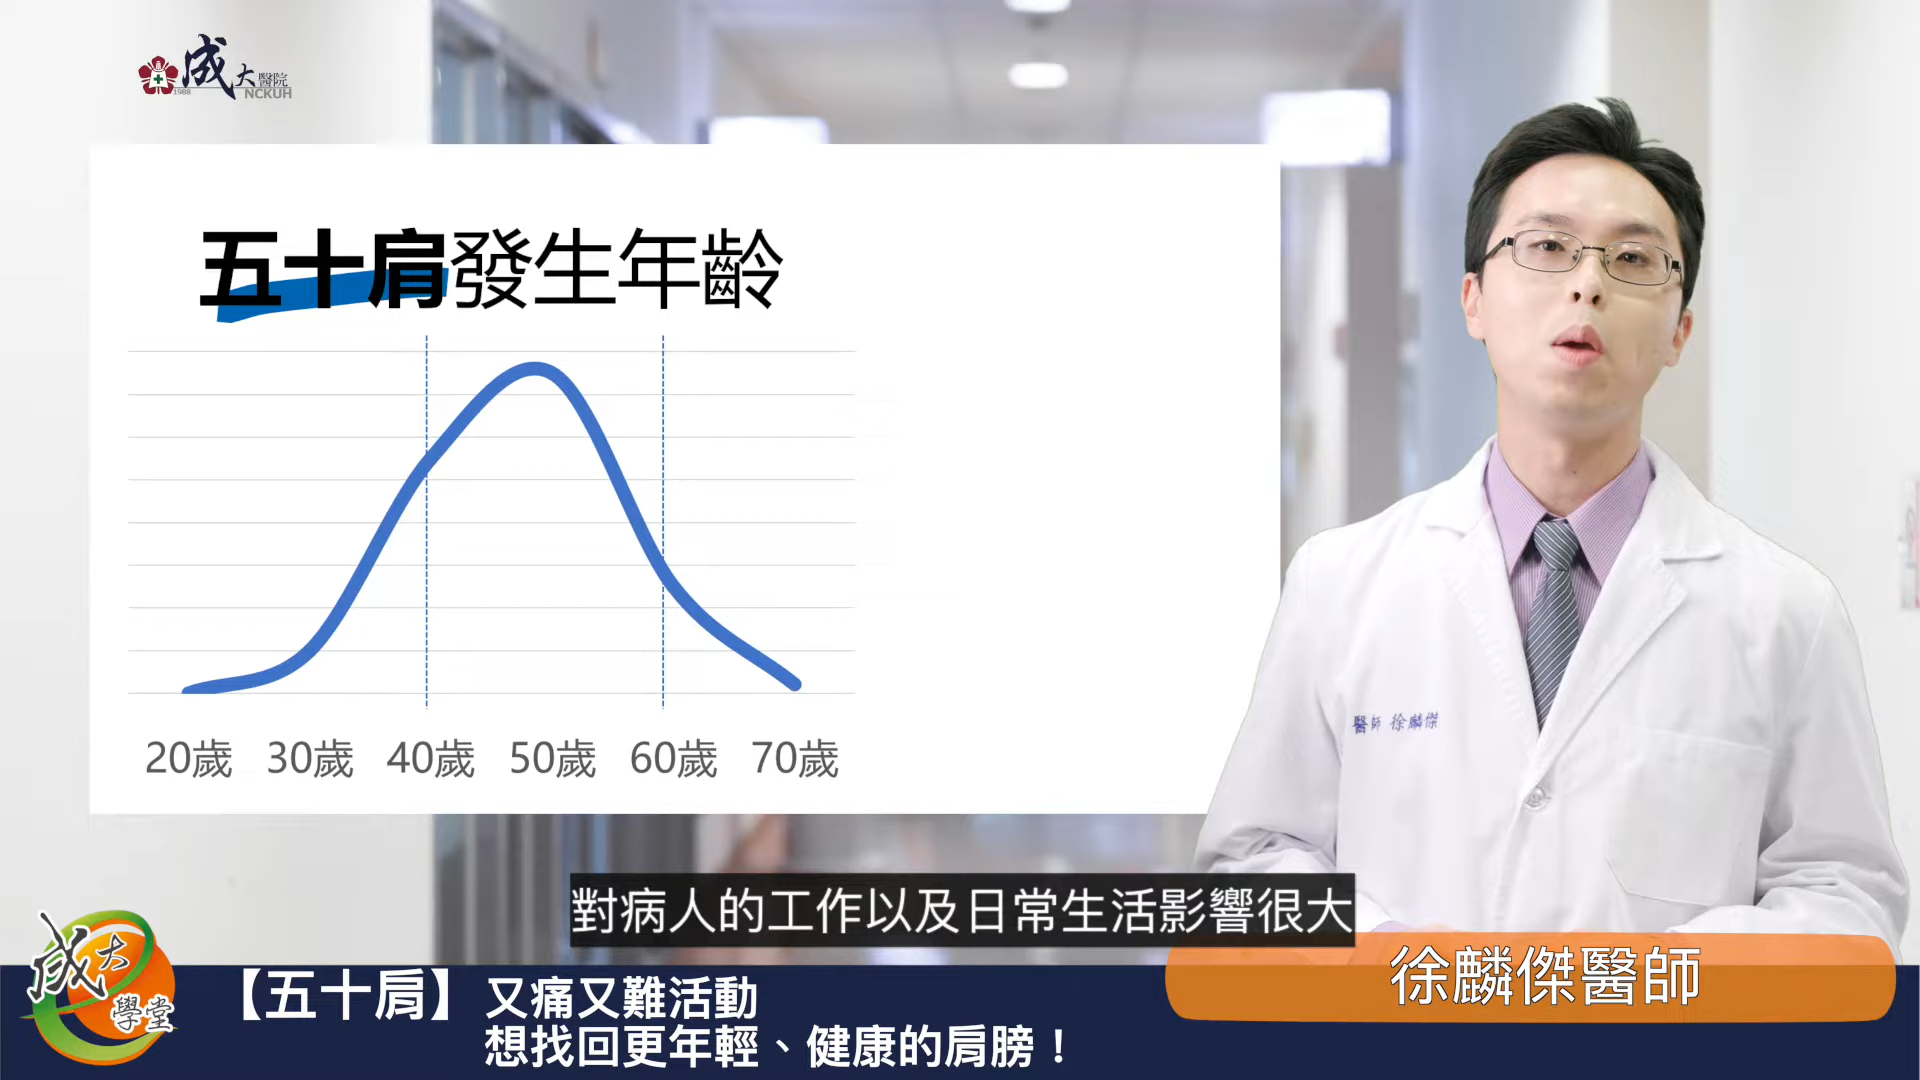 成大醫院
1988 NCKUH
五十肩發生年齡
20歲 30歲 40歲 50歲 60歲 70歲
醫師 徐麟傑
對病人的工作以及日常生活影響很大
徐麟傑醫師
成大
學堂
【五十肩】又痛又難活動
想找回更年輕、健康的肩膀！